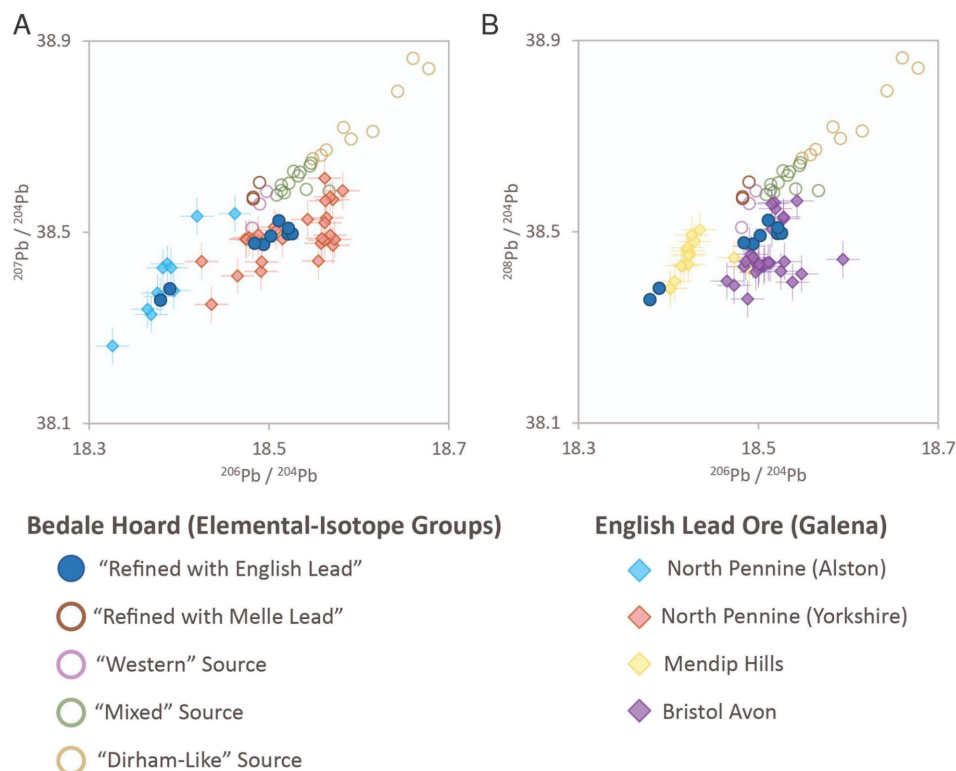 A
B
38.9
38.9
²⁰⁷Pb / ²⁰⁴Pb
38.5
²⁰⁸Pb / ²⁰⁴Pb
38.5
38.1
38.1
18.3
18.5
18.7
18.3
18.5
18.7
²⁰⁶Pb / ²⁰⁴Pb
²⁰⁶Pb / ²⁰⁴Pb
Bedale Hoard (Elemental-Isotope Groups)
“Refined with English Lead”
“Refined with Melle Lead”
“Western” Source
“Mixed” Source
“Dirham-Like” Source
English Lead Ore (Galena)
North Pennine (Alston)
North Pennine (Yorkshire)
Mendip Hills
Bristol Avon